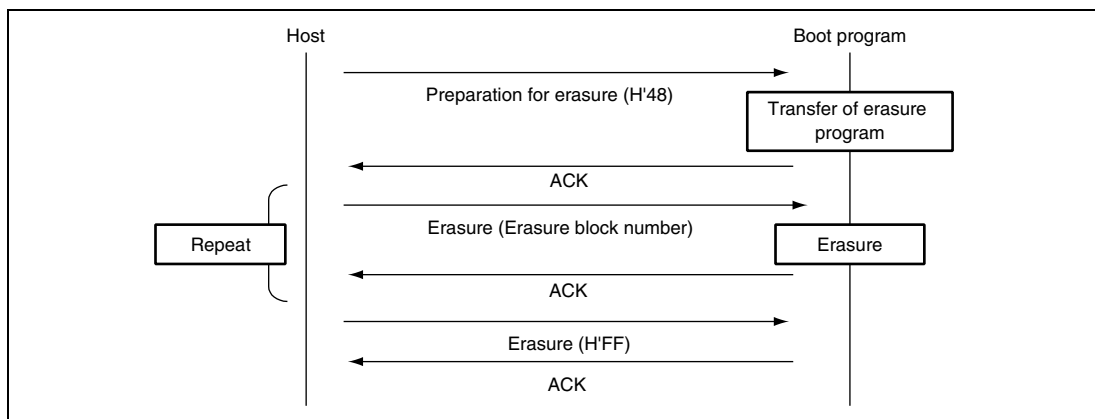 Host
Boot program
Preparation for erasure (H'48)
Transfer of erasure
program
ACK
Erasure (Erasure block number)
Repeat
Erasure
ACK
Erasure (H'FF)
ACK